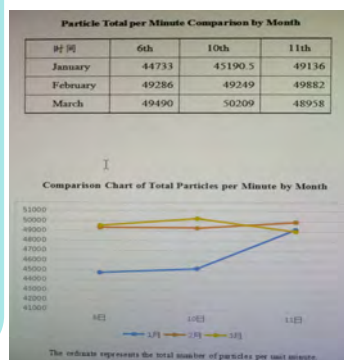 Particle Total per Minute Comparison by Month
时间 6th 10th 11th
January 44733 45190.5 49136
February 49286 49249 49882
March 49490 50209 48958
Comparison Chart of Total Particles per Minute by Month
51000
50000
49000
48000
47000
46000
45000
44000
43000
42000
41000
6日 10日 11日
1月 2月 3月
The ordinate represents the total number of particles per unit minute.